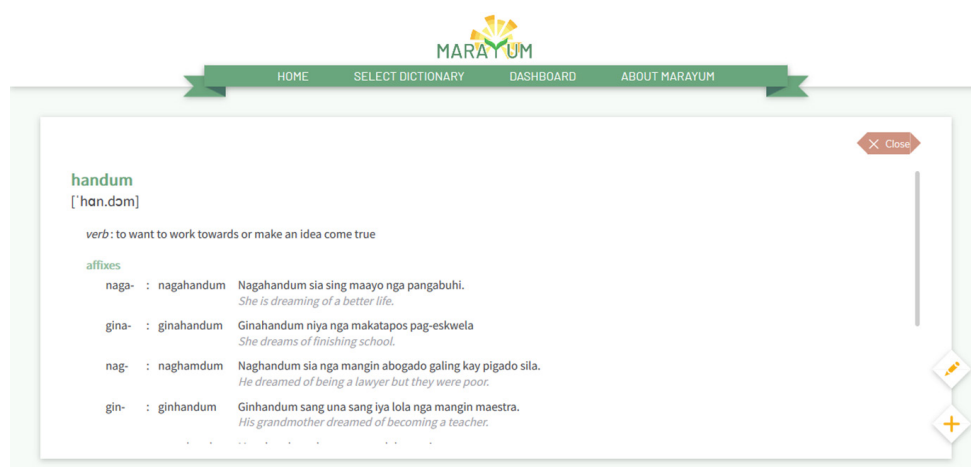 MARAYUM
HOME SELECT DICTIONARY DASHBOARD ABOUT MARAYUM
Close
handum
[ˈhɑn.dɔm]
verb : to want to work towards or make an idea come true
affixes
naga- : nagahandum Nagahandum sia sing maayo nga pangabuhi.
She is dreaming of a better life.
gina- : ginahandum Ginahandum niya nga makatapos pag-eskwela
She dreams of finishing school.
nag- : naghamdum Naghandum sia nga mangin abogado galing kay pigado sila.
He dreamed of being a lawyer but they were poor.
gin- : ginhandum Ginhandum sang una sang iya lola nga mangin maestra.
His grandmother dreamed of becoming a teacher.